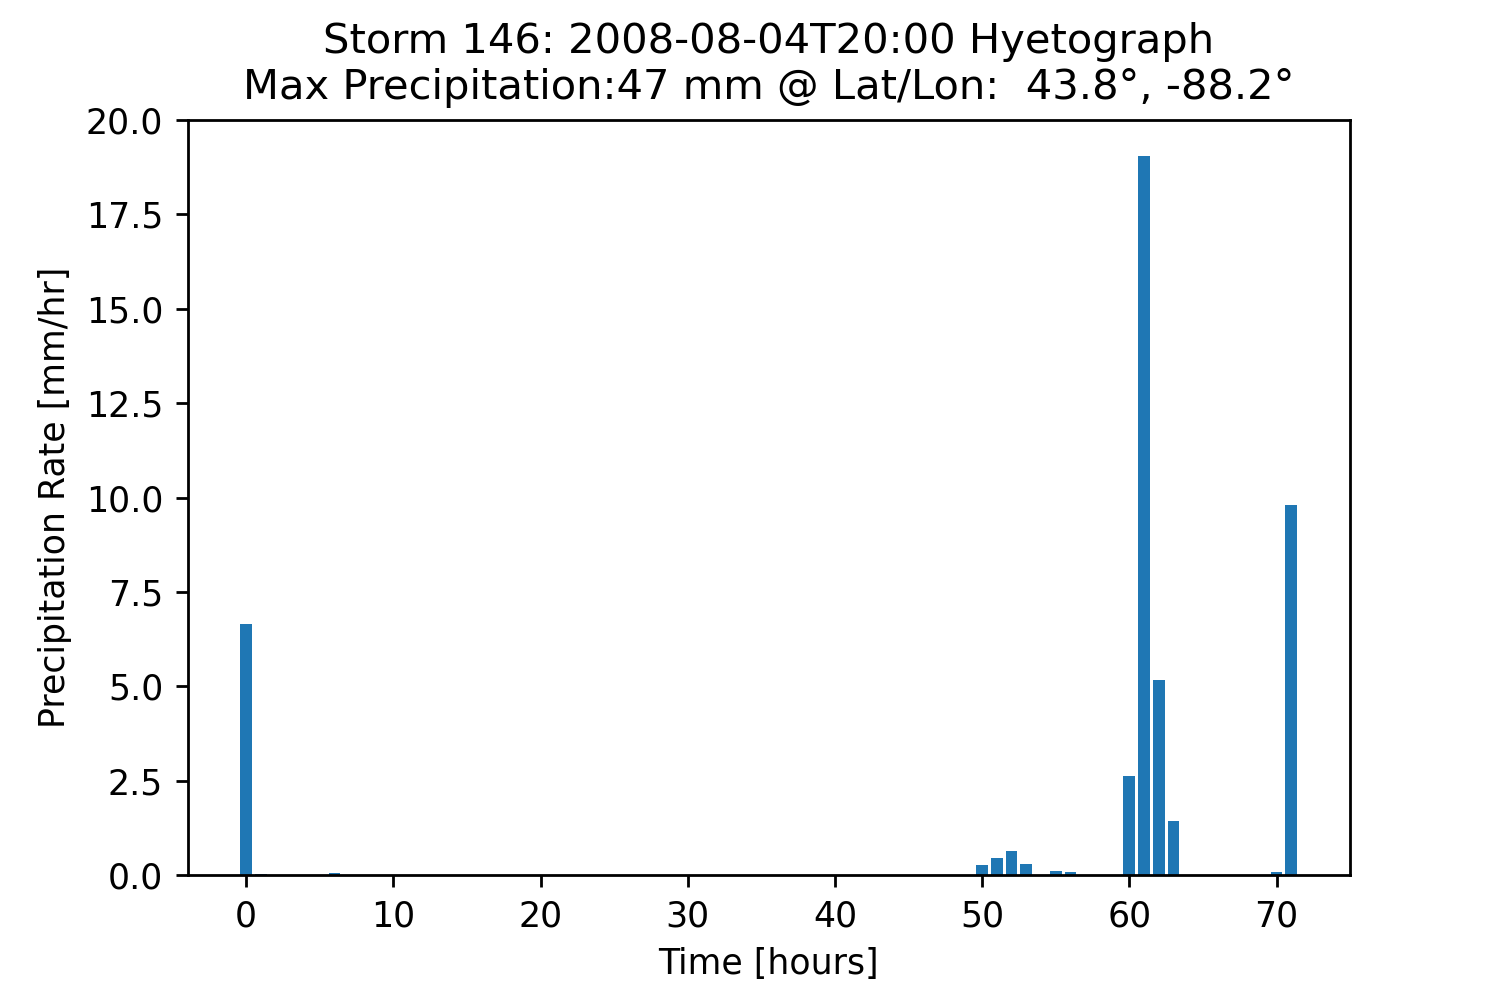 Storm 146: 2008-08-04T20:00 Hyetograph
Max Precipitation:47 mm @ Lat/Lon:  43.8°, -88.2°
20.0
17.5
15.0
12.5
10.0
7.5
5.0
2.5
0.0
Precipitation Rate [mm/hr]
0 10 20 30 40 50 60 70
Time [hours]